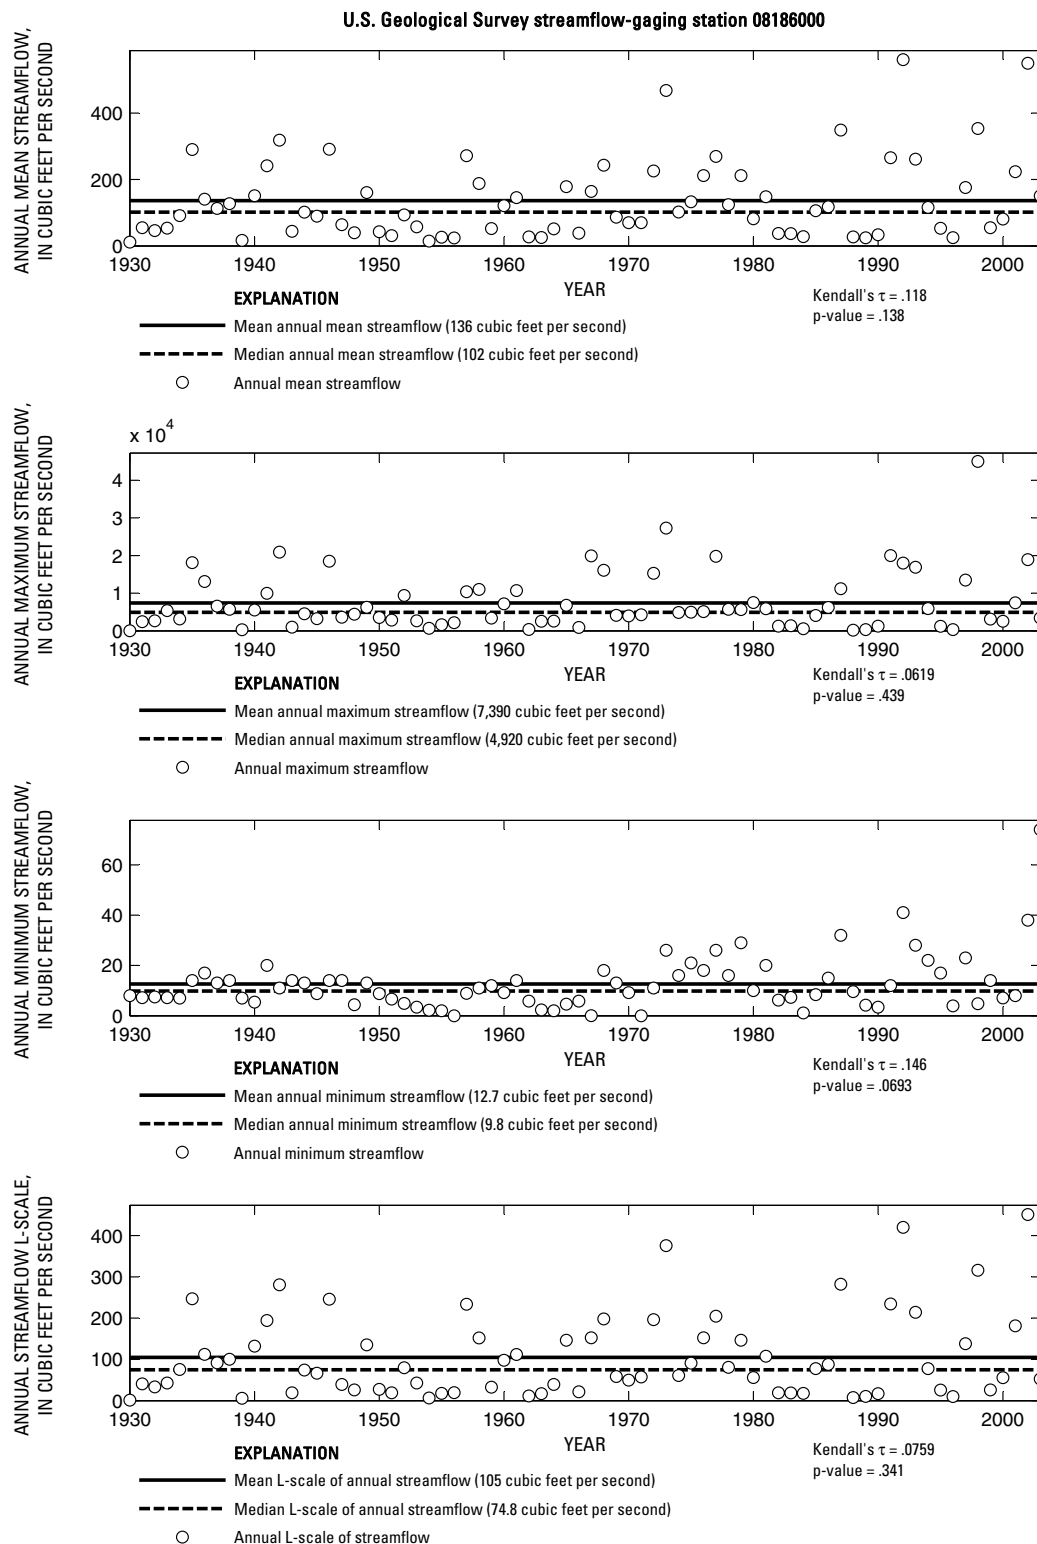 U.S. Geological Survey streamflow-gaging station 08186000
ANNUAL MEAN STREAMFLOW,
IN CUBIC FEET PER SECOND
400
200
0
1930 1940 1950 1960 1970 1980 1990 2000
YEAR
Kendall's τ = .118
p-value = .138
EXPLANATION
Mean annual mean streamflow (136 cubic feet per second)
Median annual mean streamflow (102 cubic feet per second)
Annual mean streamflow
ANNUAL MAXIMUM STREAMFLOW,
IN CUBIC FEET PER SECOND
x 10^4
4
3
2
1
0
1930 1940 1950 1960 1970 1980 1990 2000
YEAR
Kendall's τ = .0619
p-value = .439
EXPLANATION
Mean annual maximum streamflow (7,390 cubic feet per second)
Median annual maximum streamflow (4,920 cubic feet per second)
Annual maximum streamflow
ANNUAL MINIMUM STREAMFLOW,
IN CUBIC FEET PER SECOND
60
40
20
0
1930 1940 1950 1960 1970 1980 1990 2000
YEAR
Kendall's τ = .146
p-value = .0693
EXPLANATION
Mean annual minimum streamflow (12.7 cubic feet per second)
Median annual minimum streamflow (9.8 cubic feet per second)
Annual minimum streamflow
ANNUAL STREAMFLOW L-SCALE,
IN CUBIC FEET PER SECOND
400
300
200
100
0
1930 1940 1950 1960 1970 1980 1990 2000
YEAR
Kendall's τ = .0759
p-value = .341
EXPLANATION
Mean L-scale of annual streamflow (105 cubic feet per second)
Median L-scale of annual streamflow (74.8 cubic feet per second)
Annual L-scale of streamflow